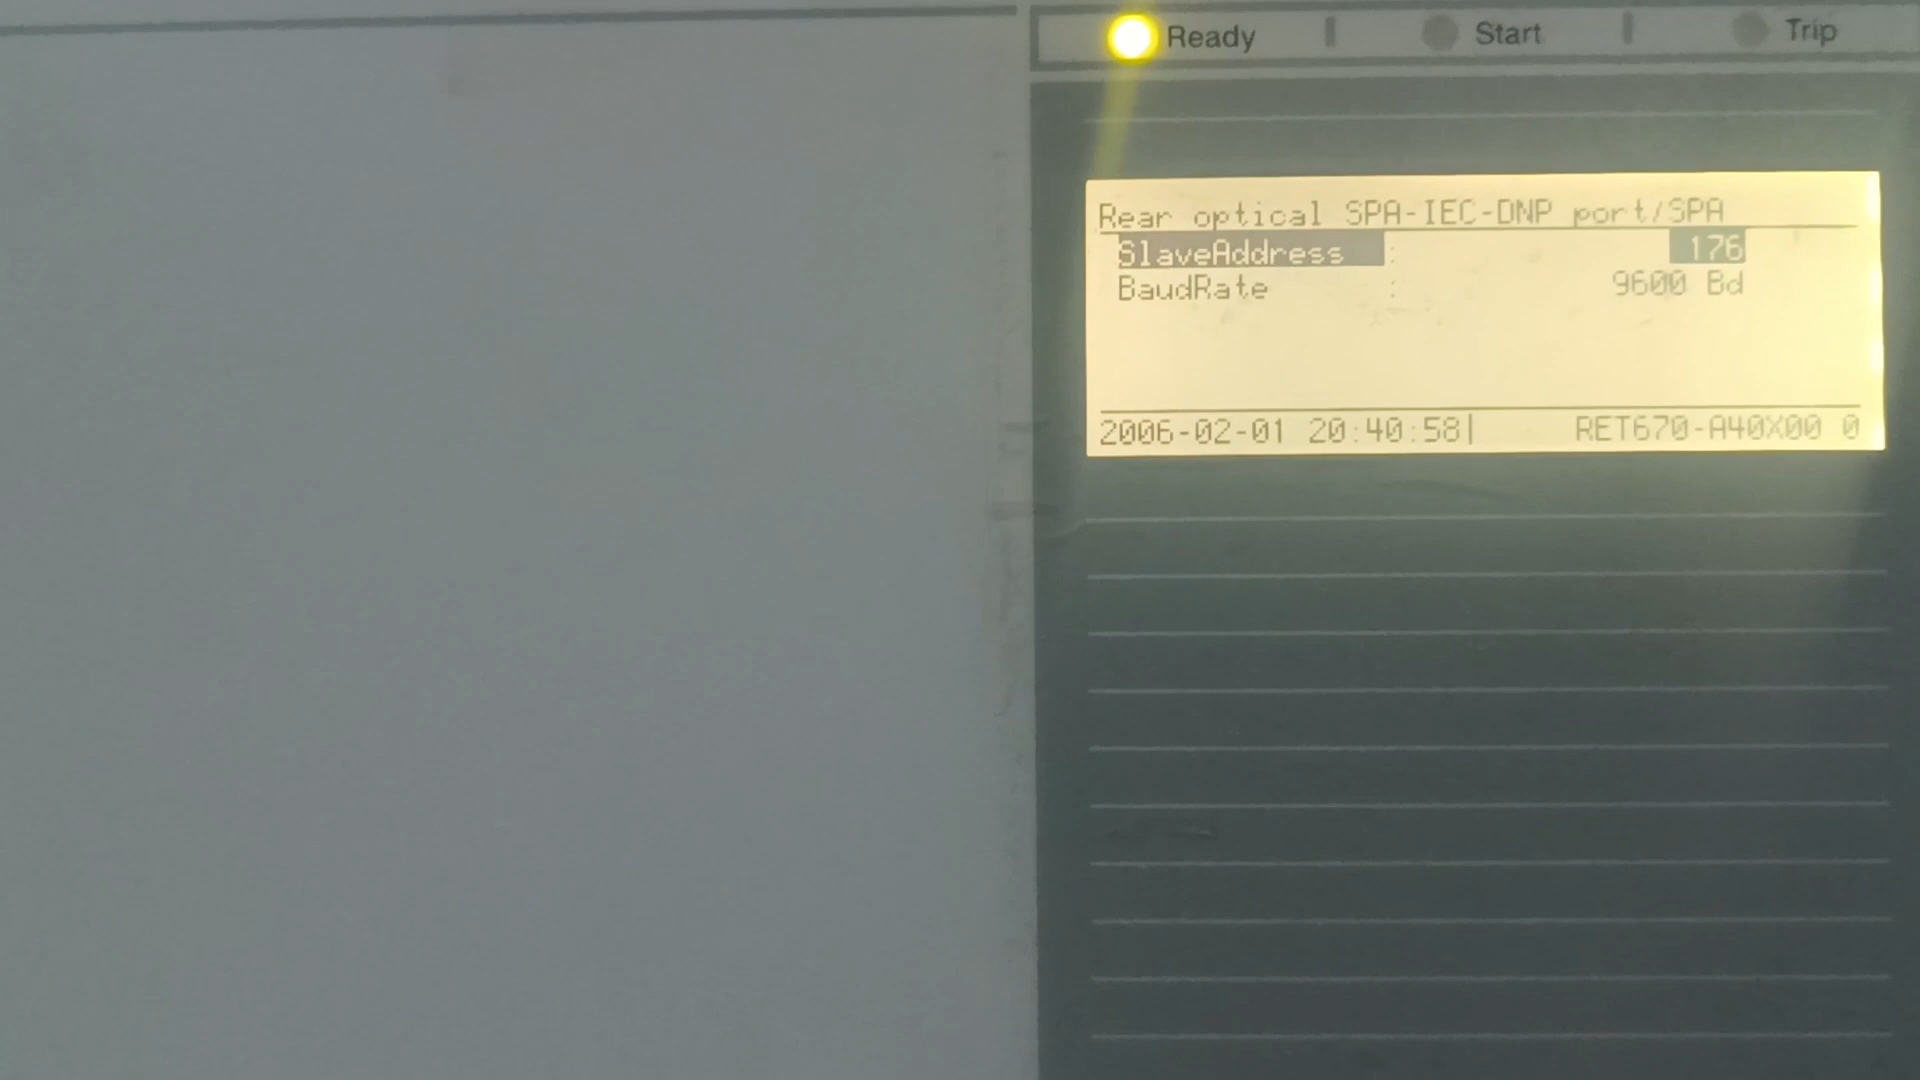 Ready | Start | Trip
Rear optical SPA-IEC-DNP port/SPA
SlaveAddress : 176
BaudRate : 9600 Bd
2006-02-01 20:40:58| RET670-A40X00 0